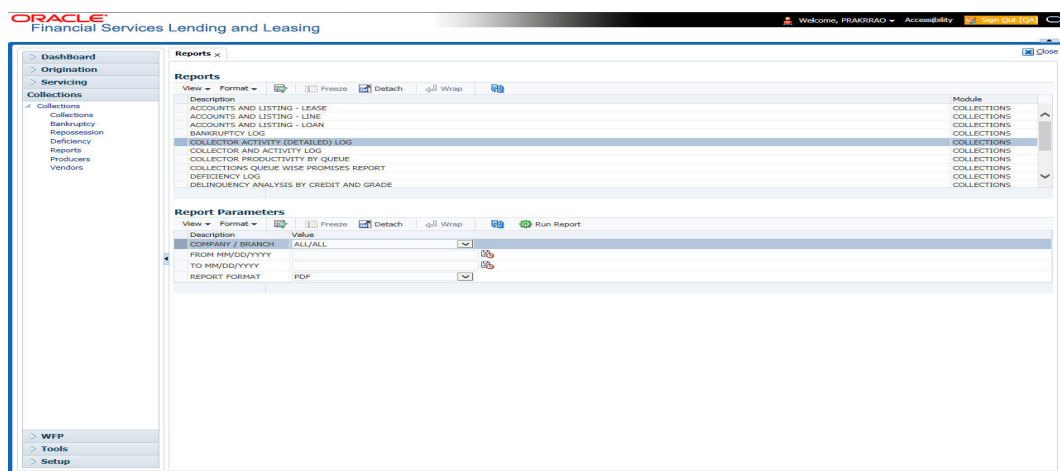 ORACLE
Financial Services Lending and Leasing
Welcome, PRAKRRAO Accessibility Sign Out [QA]
Close
DashBoard
Origination
Servicing
Collections
Collections
Collections
Bankruptcy
Repossession
Deficiency
Reports
Producers
Vendors
WFP
Tools
Setup
Reports
Reports
View Format Freeze Detach Wrap
Description Module
ACCOUNTS AND LISTING - LEASE COLLECTIONS
ACCOUNTS AND LISTING - LINE COLLECTIONS
ACCOUNTS AND LISTING - LOAN COLLECTIONS
BANKRUPTCY LOG COLLECTIONS
COLLECTOR ACTIVITY (DETAILED) LOG COLLECTIONS
COLLECTOR AND ACTIVITY LOG COLLECTIONS
COLLECTOR PRODUCTIVITY BY QUEUE COLLECTIONS
COLLECTIONS QUEUE WISE PROMISES REPORT COLLECTIONS
DEFICIENCY LOG COLLECTIONS
DELINQUENCY ANALYSIS BY CREDIT AND GRADE COLLECTIONS
Report Parameters
View Format Freeze Detach Wrap Run Report
Description Value
COMPANY / BRANCH ALL/ALL
FROM MM/DD/YYYY
TO MM/DD/YYYY
REPORT FORMAT PDF